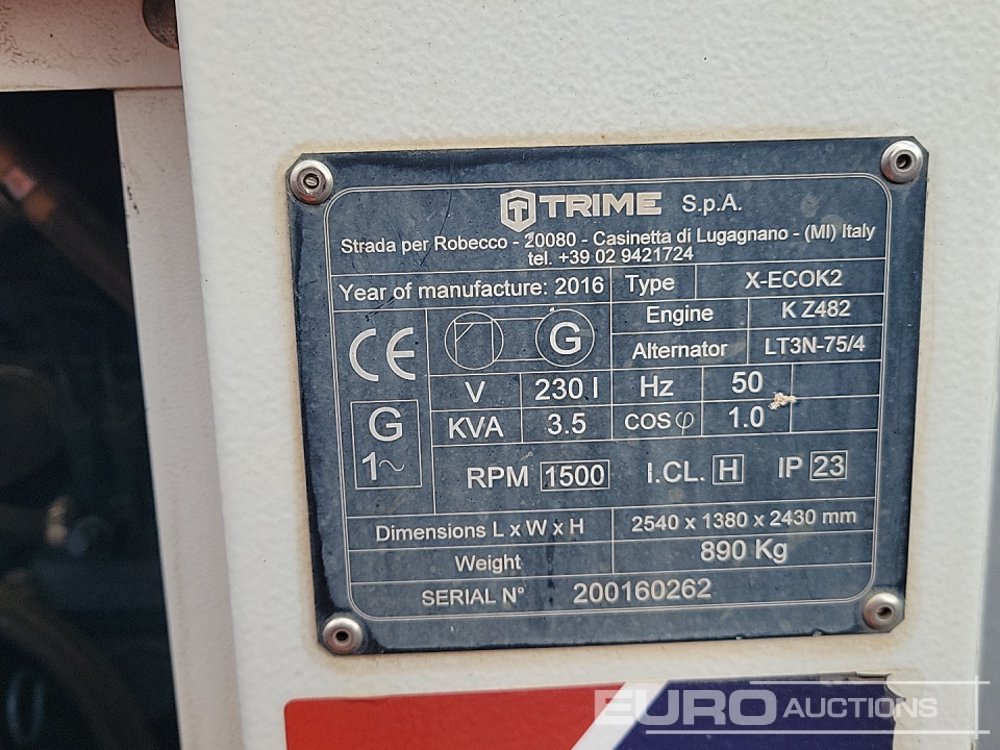 TRIME S.p.A.
Strada per Robecco - 20080 - Casinetta di Lugagnano - (MI) Italy
tel. +39 02 9421724
Year of manufacture: 2016 Type X-ECOK2
Engine K Z482
CE G Alternator LT3N-75/4
V 230 I Hz 50
G KVA 3.5 COS φ 1.0
1~ RPM 1500 I.CL. H IP 23
Dimensions L x W x H 2540 x 1380 x 2430 mm
Weight 890 Kg
SERIAL N° 200160262
EURO AUCTIONS